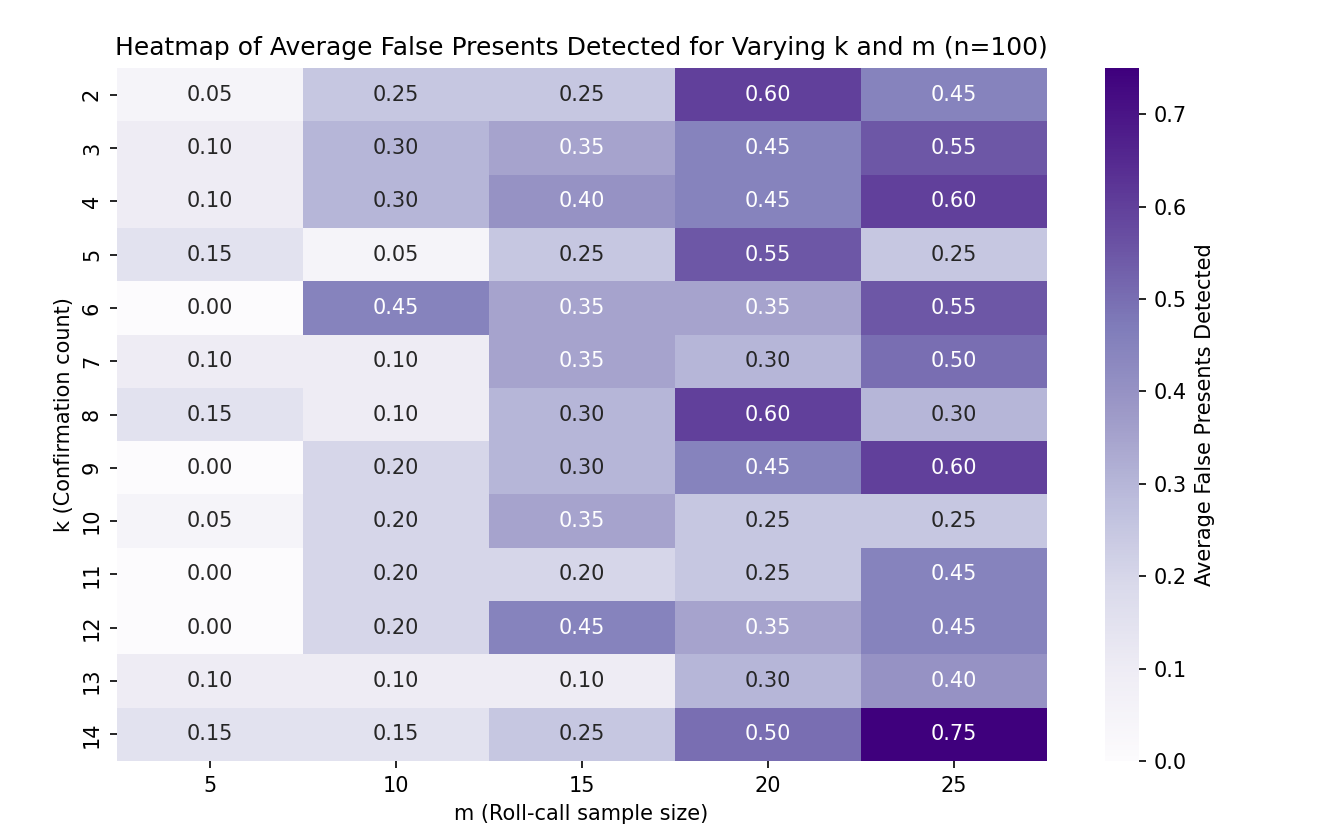 Heatmap of Average False Presents Detected for Varying k and m (n=100)
k (Confirmation count)
2 0.05 0.25 0.25 0.60 0.45
3 0.10 0.30 0.35 0.45 0.55
4 0.10 0.30 0.40 0.45 0.60
5 0.15 0.05 0.25 0.55 0.25
6 0.00 0.45 0.35 0.35 0.55
7 0.10 0.10 0.35 0.30 0.50
8 0.15 0.10 0.30 0.60 0.30
9 0.00 0.20 0.30 0.45 0.60
10 0.05 0.20 0.35 0.25 0.25
11 0.00 0.20 0.20 0.25 0.45
12 0.00 0.20 0.45 0.35 0.45
13 0.10 0.10 0.10 0.30 0.40
14 0.15 0.15 0.25 0.50 0.75
5 10 15 20 25
m (Roll-call sample size)
0.7
0.6
0.5
0.4
0.3
0.2
0.1
0.0
Average False Presents Detected